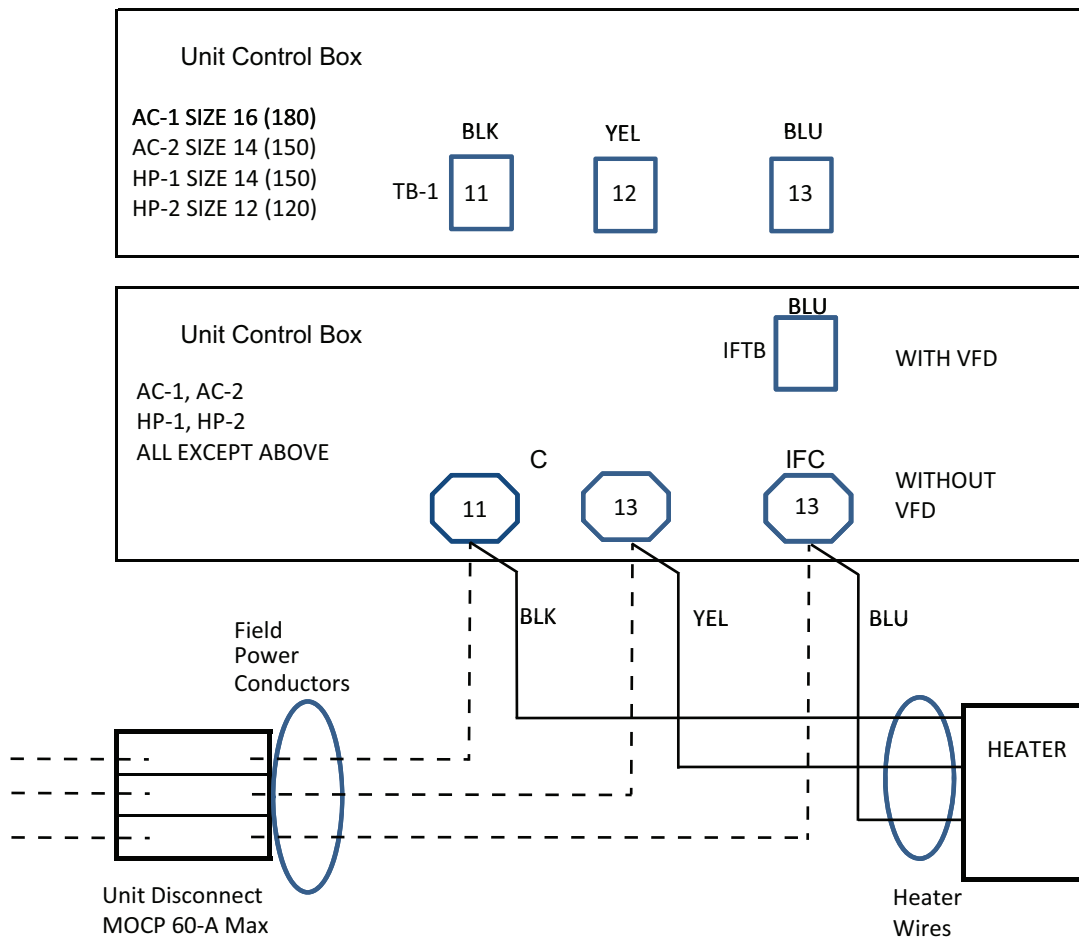 Unit Control Box
AC-1 SIZE 16 (180)
AC-2 SIZE 14 (150)
HP-1 SIZE 14 (150)
HP-2 SIZE 12 (120)
BLK
YEL
BLU
TB-1
11
12
13
Unit Control Box
AC-1, AC-2
HP-1, HP-2
ALL EXCEPT ABOVE
BLU
IFTB
WITH VFD
C
IFC
11
13
13
WITHOUT
VFD
BLK
YEL
BLU
Field
Power
Conductors
HEATER
Unit Disconnect
MOCP 60-A Max
Heater
Wires